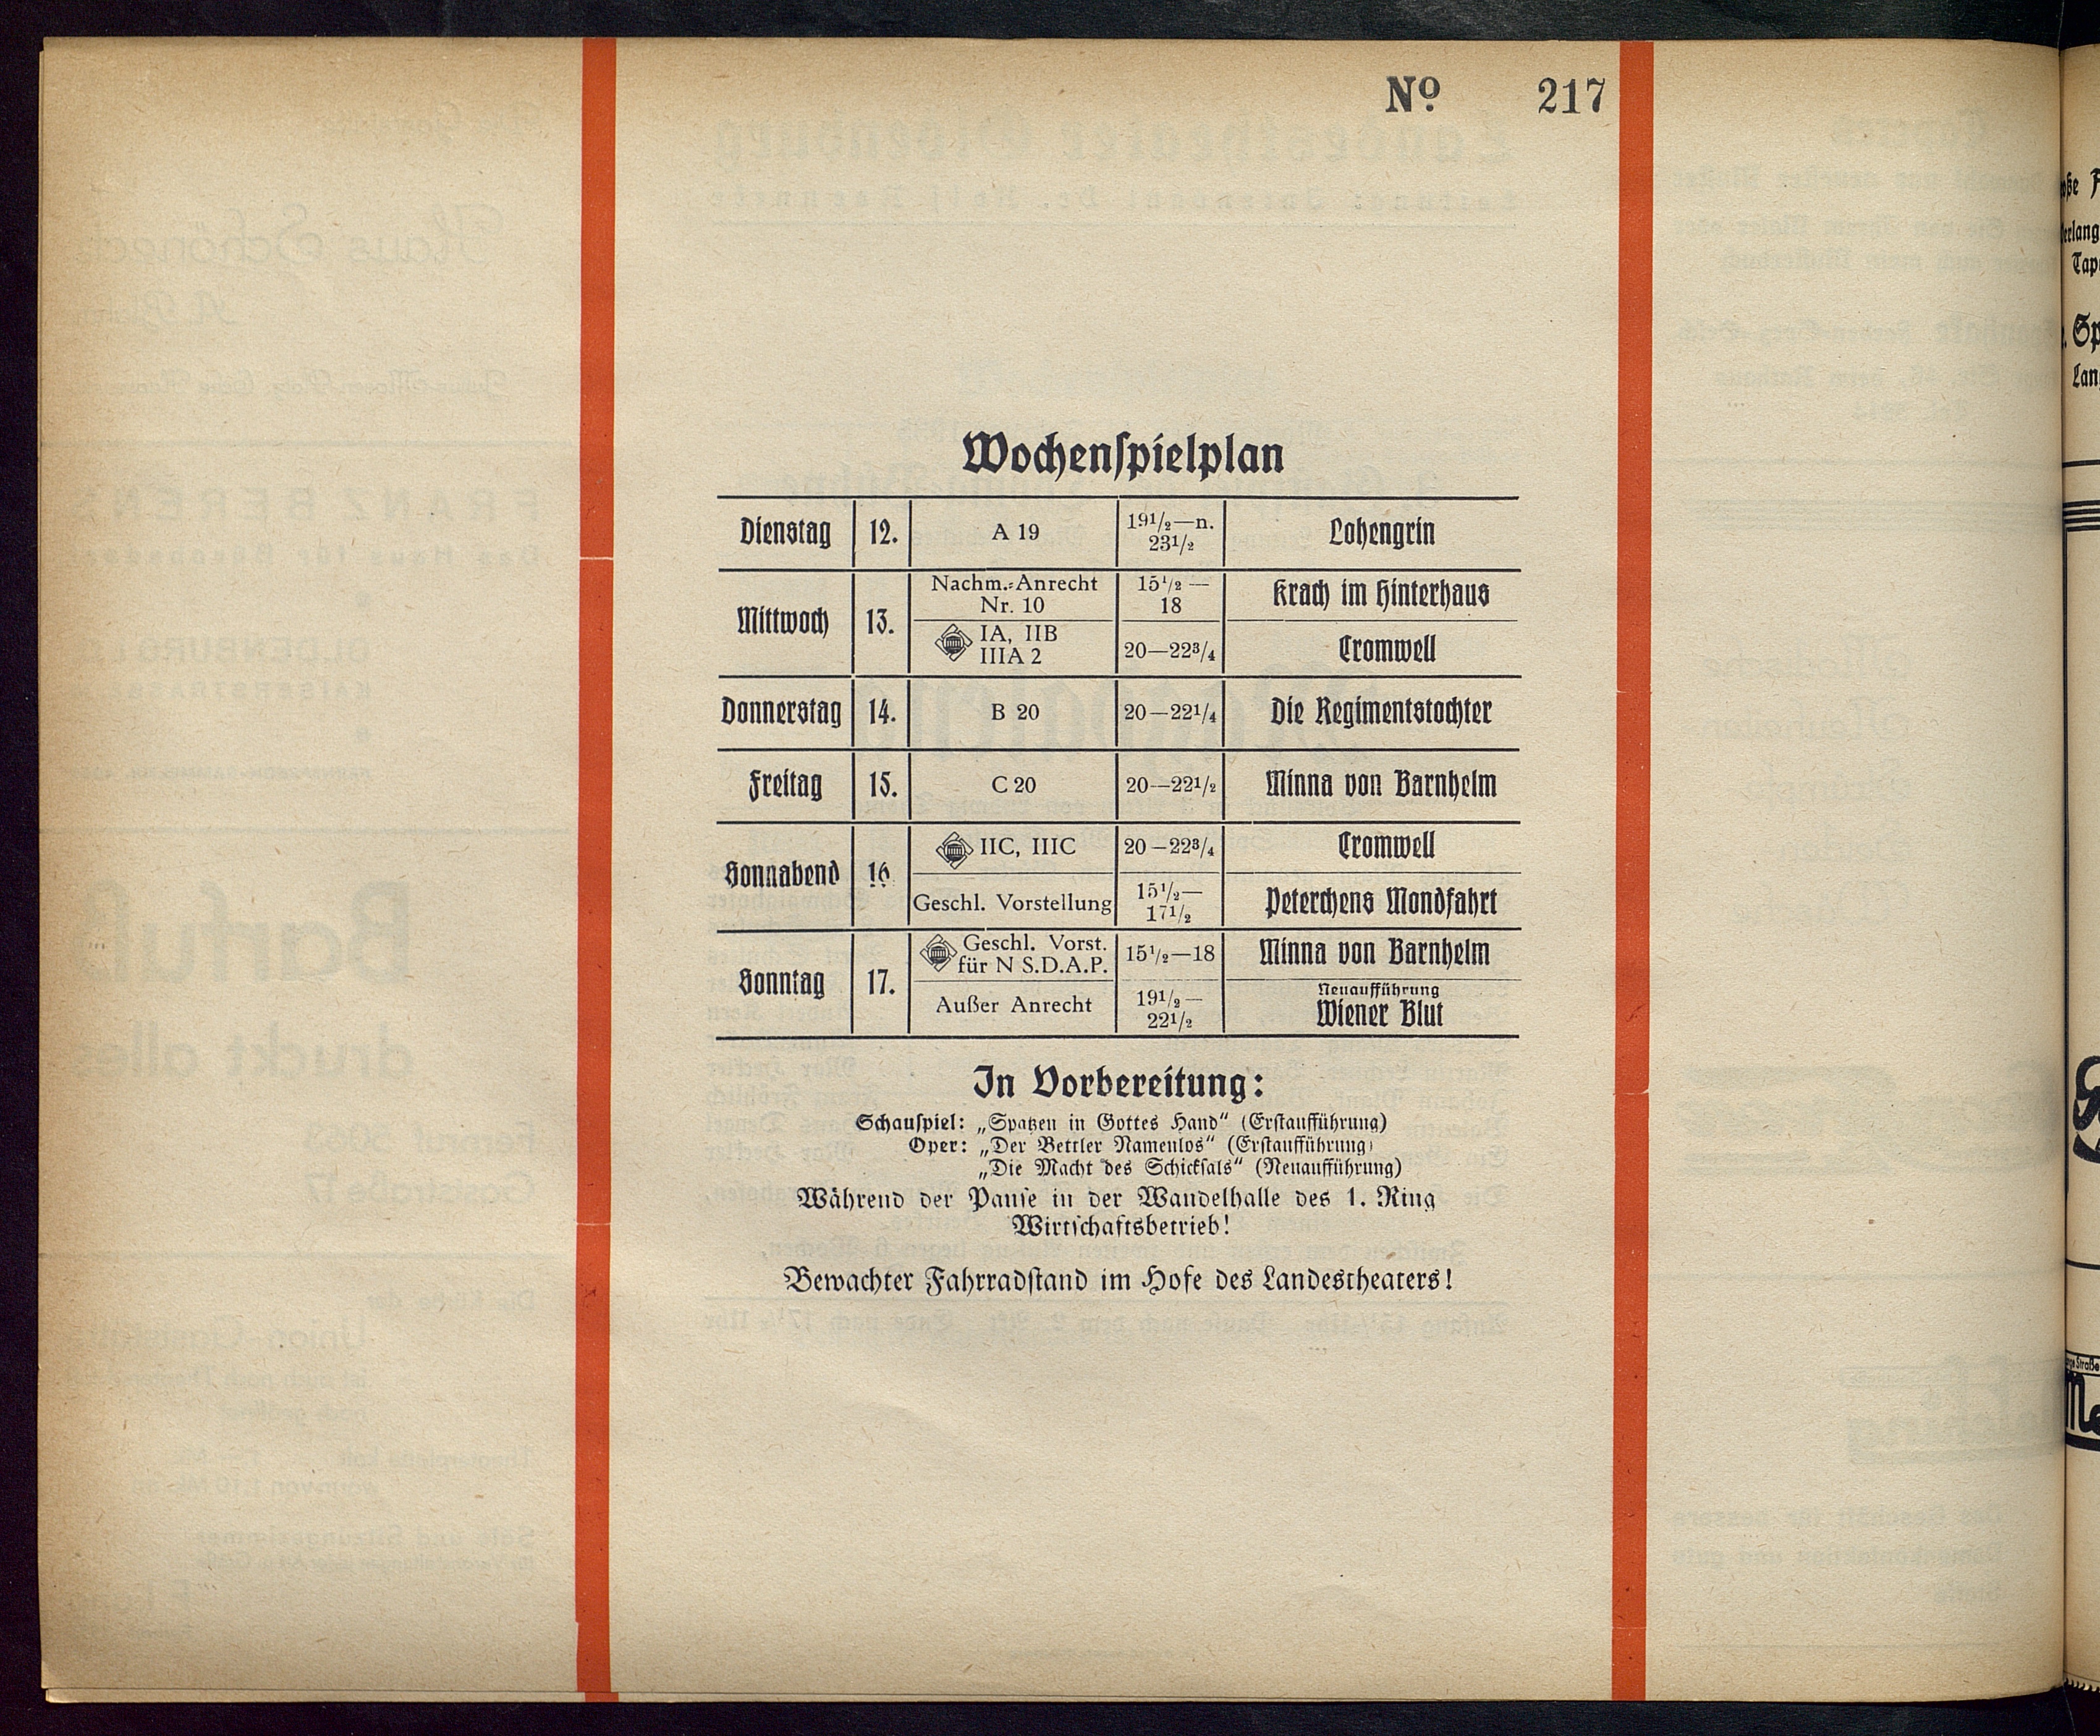 No 217
Wochenspielplan
Dienstag 12. A 19 19½—n. 23½ Lohengrin
Mittwoch 13. Nachm.-Anrecht Nr. 10 15½— 18 Krach im Hinterhaus
IA, IIB IIIA 2 20—22¾ Cromwell
Donnerstag 14. B 20 20—22¼ Die Regimentstochter
Freitag 15. C 20 20—22½ Minna von Barnhelm
Sonnabend 16. IIC, IIIC 20—22¾ Cromwell
Geschl. Vorstellung 15½— 17½ Peterchens Mondfahrt
Sonntag 17. Geschl. Vorst. für N S.D.A.P. 15½—18 Minna von Barnhelm
Außer Anrecht 19½— 22½ Neuaufführung Wiener Blut
In Vorbereitung:
Schauspiel: „Spatzen in Gottes Hand“ (Erstaufführung)
Oper: „Der Bettler Namenlos“ (Erstaufführung)
„Die Macht des Schicksals“ (Neuaufführung)
Während der Pause in der Wandelhalle des 1. Ring
Wirtschaftsbetrieb!
Bewachter Fahrradstand im Hofe des Landestheaters!